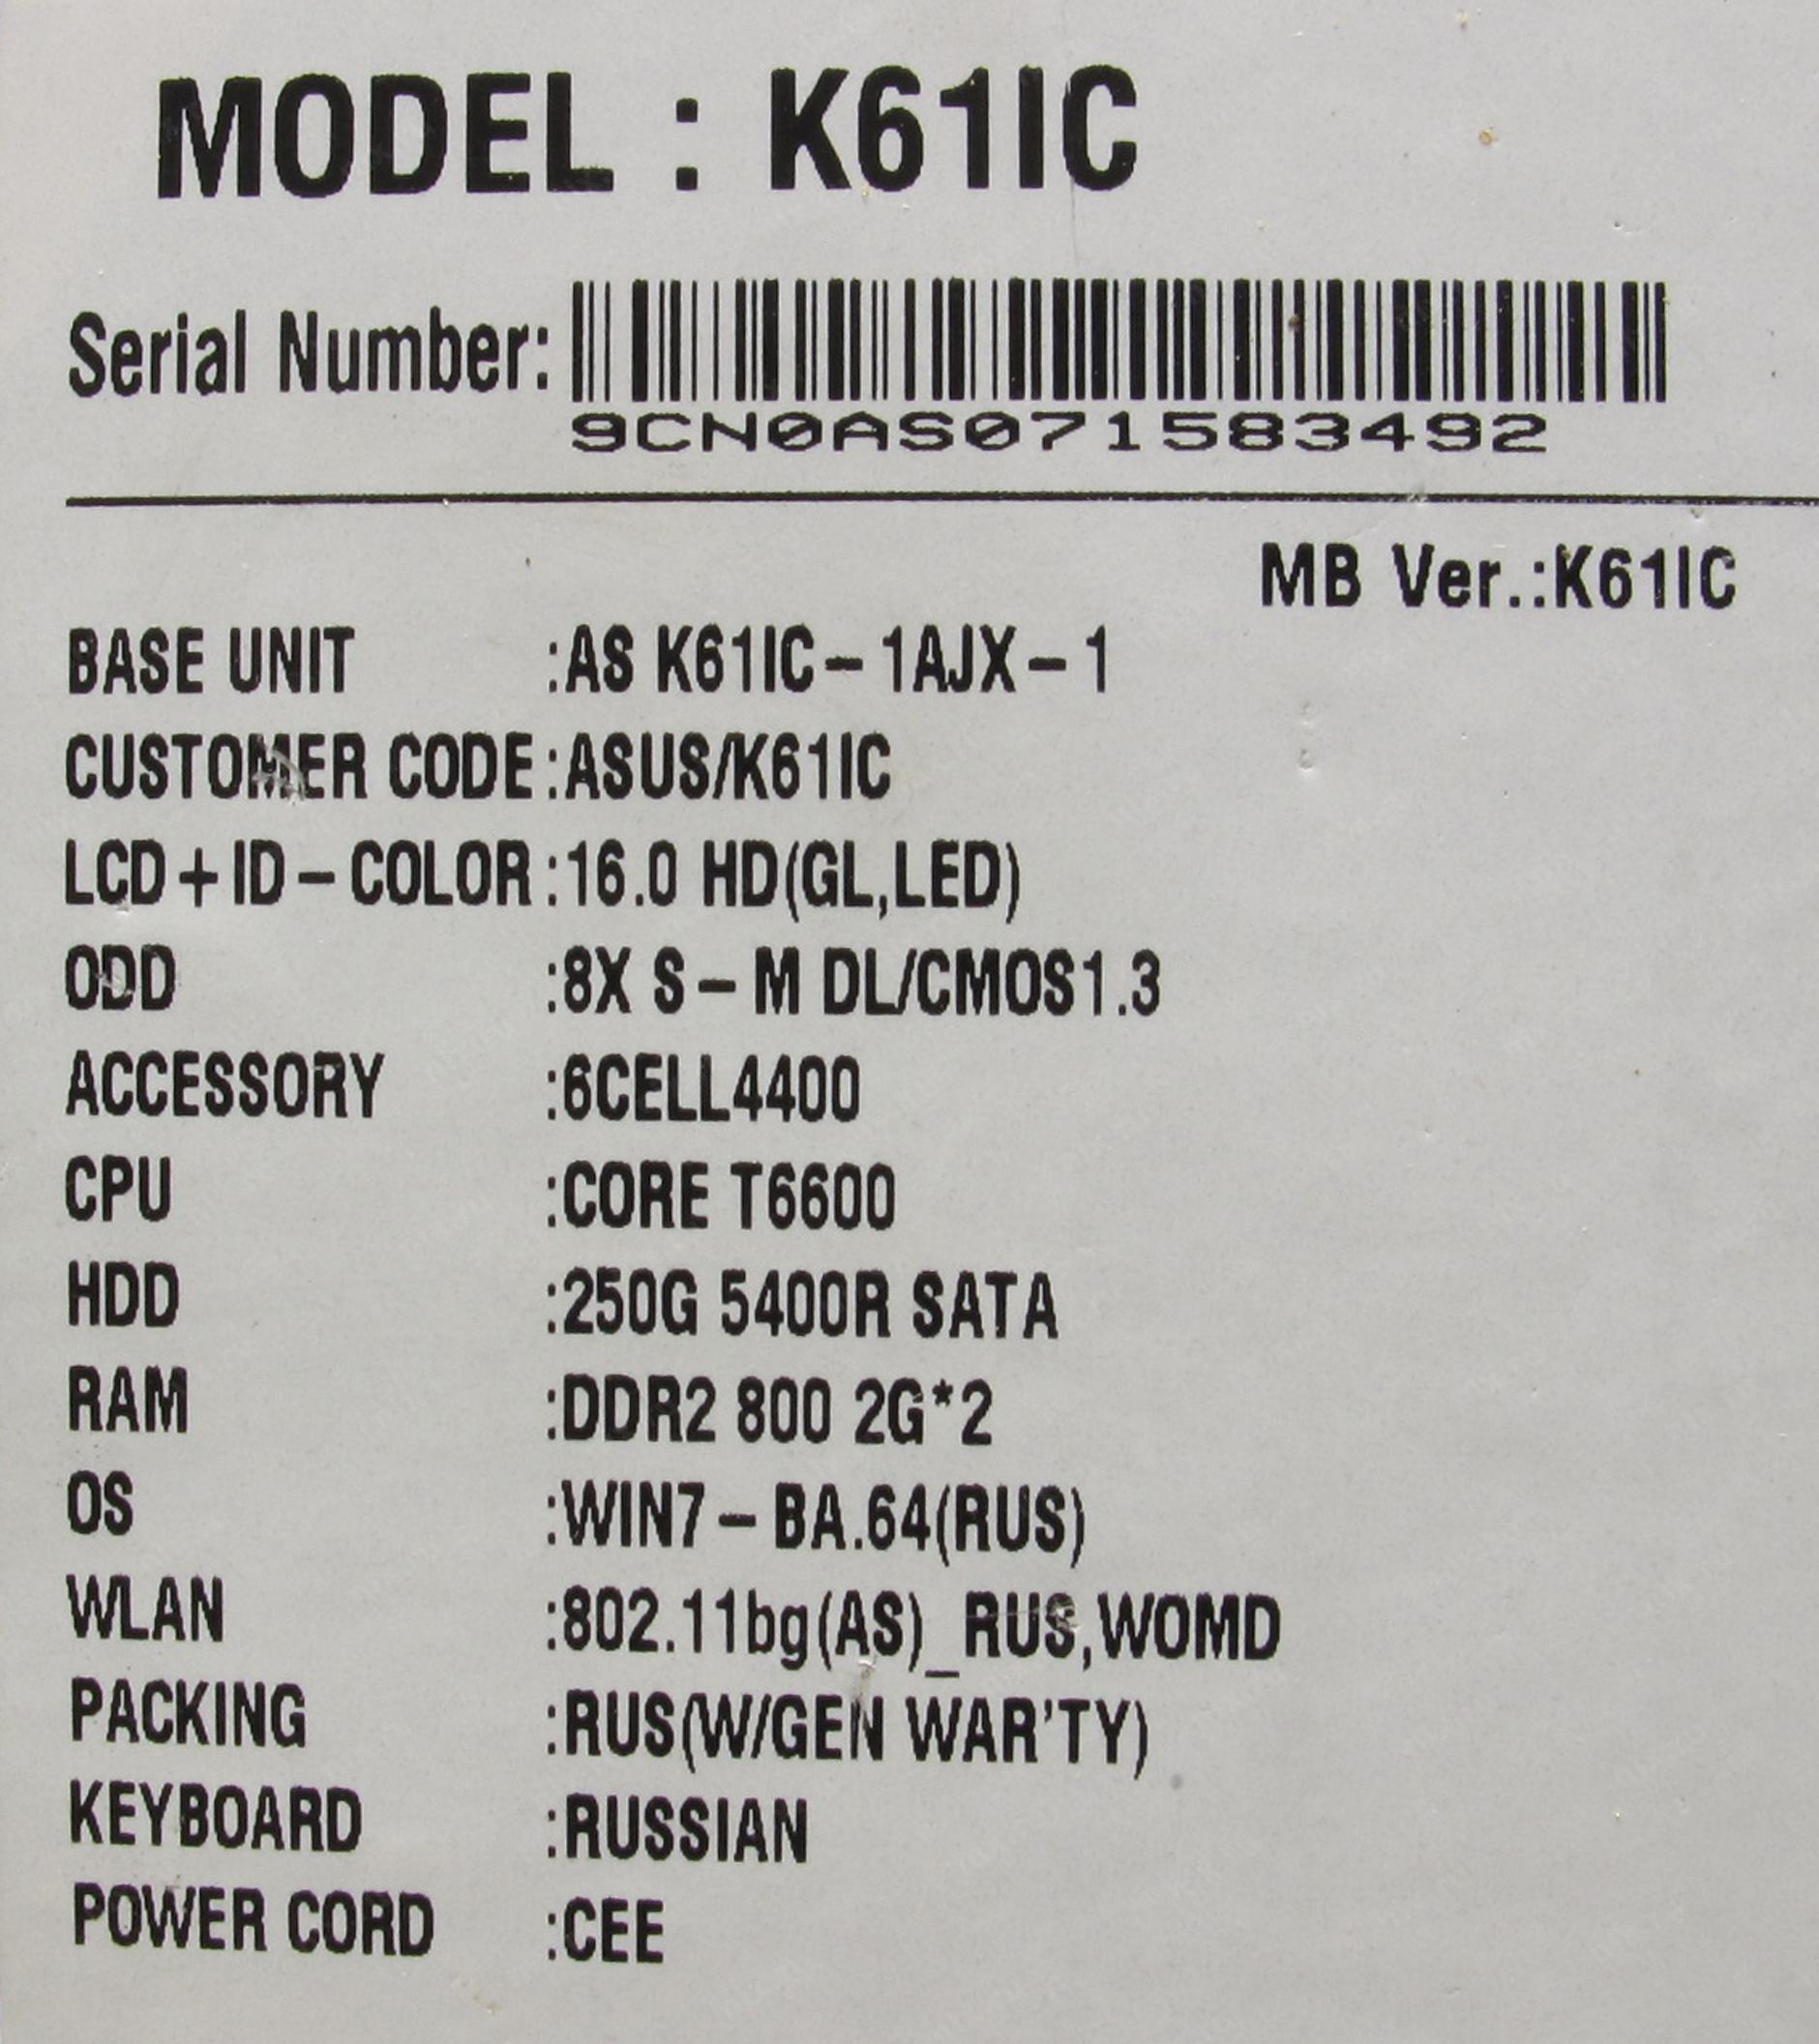 MODEL : K61IC
Serial Number:
9CN0AS071583492
MB Ver.:K61IC
BASE UNIT :AS K61IC-1AJX-1
CUSTOMER CODE:ASUS/K61IC
LCD+ID-COLOR:16.0 HD(GL,LED)
ODD :8X S-M DL/CMOS1.3
ACCESSORY :6CELL4400
CPU :CORE T6600
HDD :250G 5400R SATA
RAM :DDR2 800 2G*2
OS :WIN7-BA.64(RUS)
WLAN :802.11bg(AS)_RUS,WOMD
PACKING :RUS(W/GEN WAR'TY)
KEYBOARD :RUSSIAN
POWER CORD :CEE